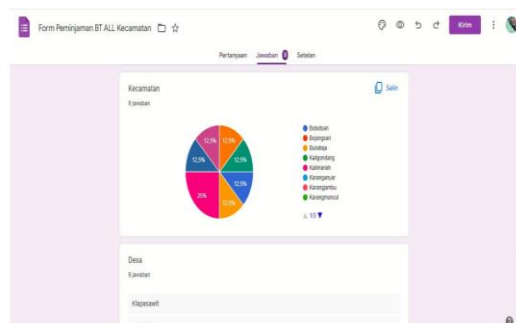 Form Peminjaman BT ALL Kecamatan
Kirim
Pertanyaan Jawaban 8 Setelan
Kecamatan
Salin
8 jawaban
12,5%
12,5%
12,5%
12,5%
12,5%
12,5%
25%
Bobotsari
Bojongsari
Bukateja
Kaligondang
Kalimanah
Karanganyar
Karangjambu
Karangmoncol
1/3
Desa
8 jawaban
Klapasawit